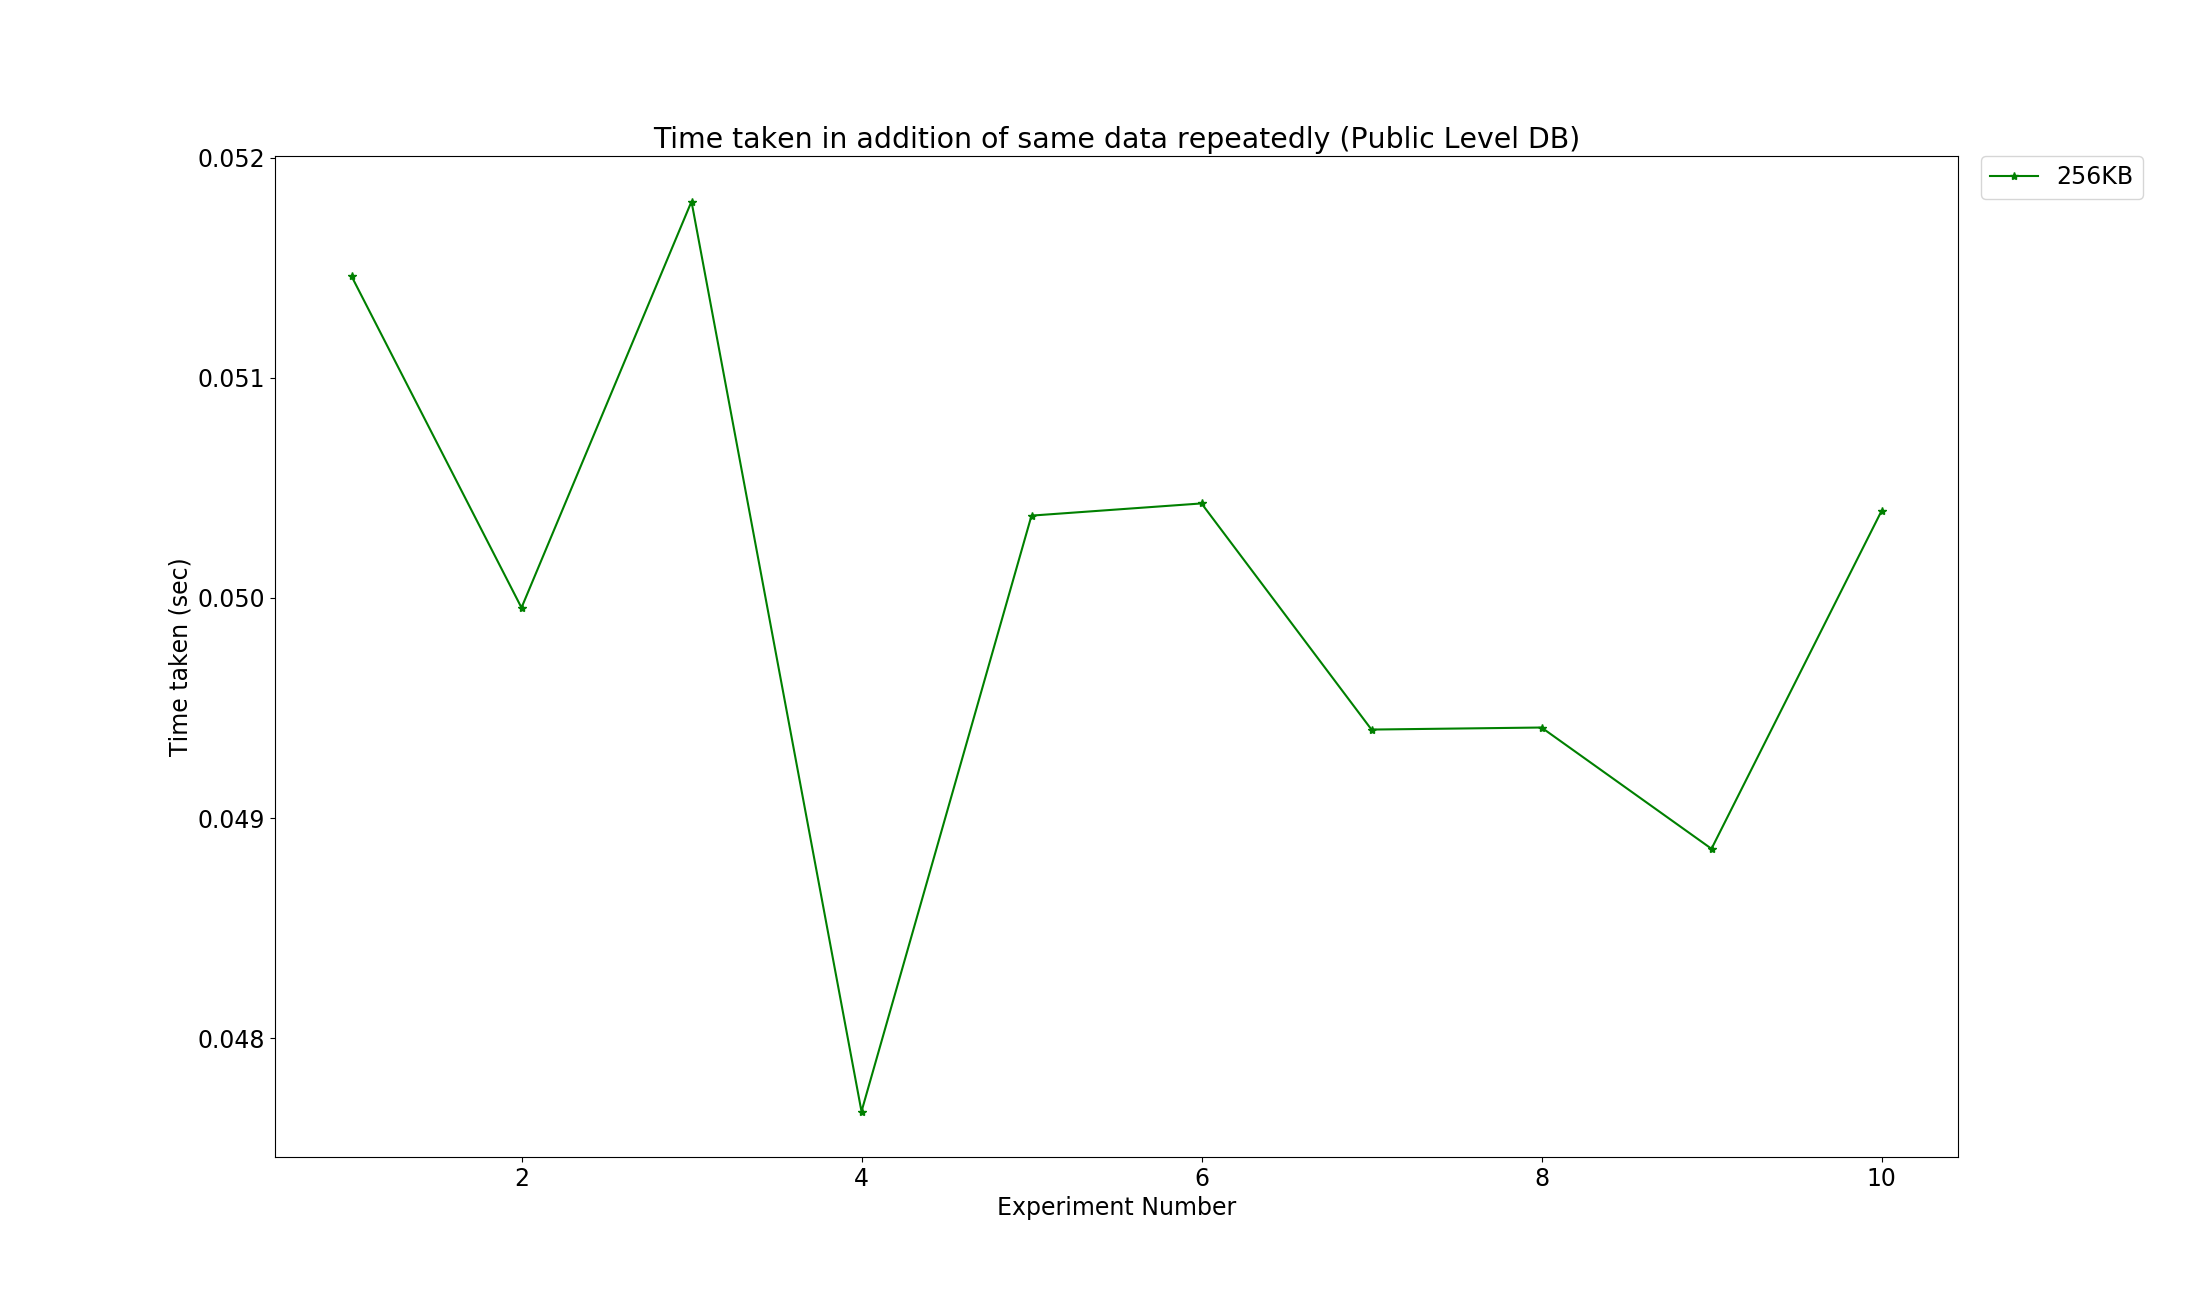 Time taken in addition of same data repeatedly (Public Level DB)
256KB
0.052
0.051
0.050
0.049
0.048
Time taken (sec)
2 4 6 8 10
Experiment Number